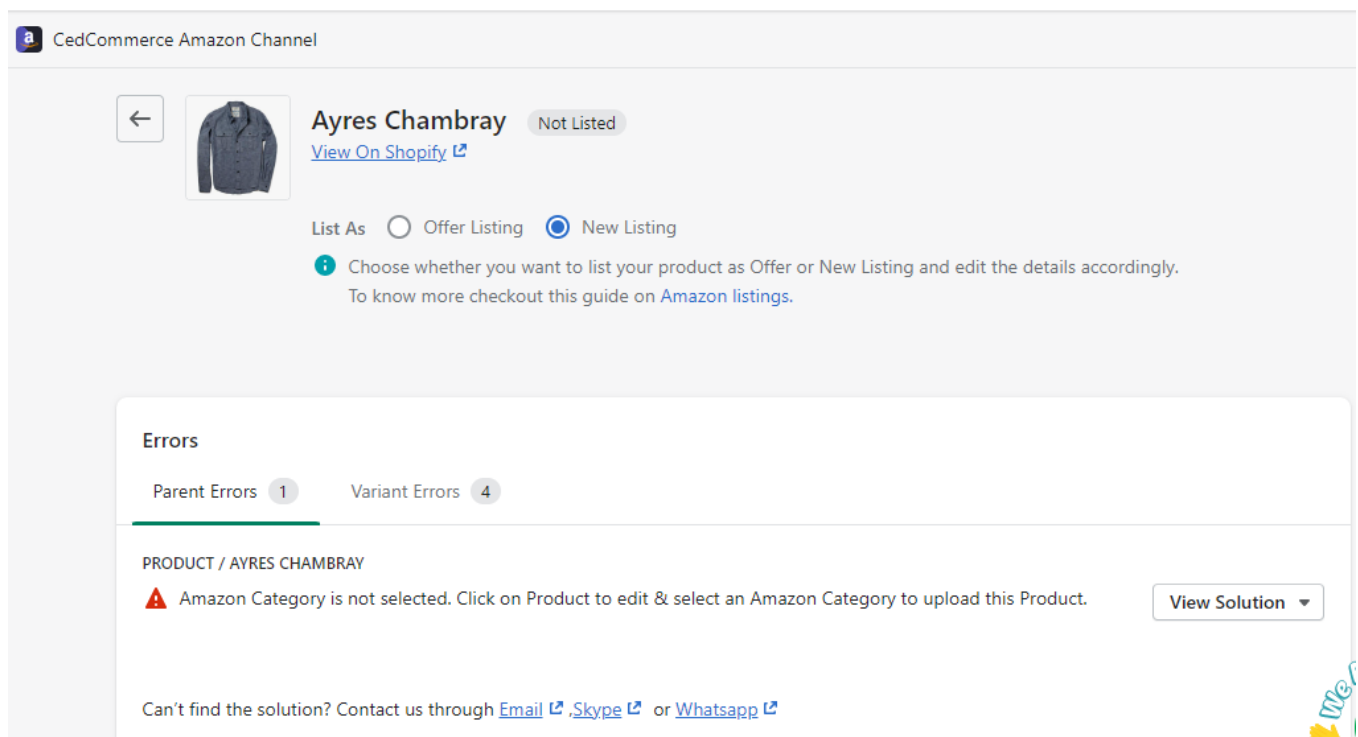 a
CedCommerce Amazon Channel
Ayres Chambray Not Listed
View On Shopify
List As Offer Listing New Listing
Choose whether you want to list your product as Offer or New Listing and edit the details accordingly.
To know more checkout this guide on Amazon listings.
Errors
Parent Errors 1 Variant Errors 4
PRODUCT / AYRES CHAMBRAY
Amazon Category is not selected. Click on Product to edit & select an Amazon Category to upload this Product.
View Solution
Can't find the solution? Contact us through Email ,Skype or Whatsapp
We